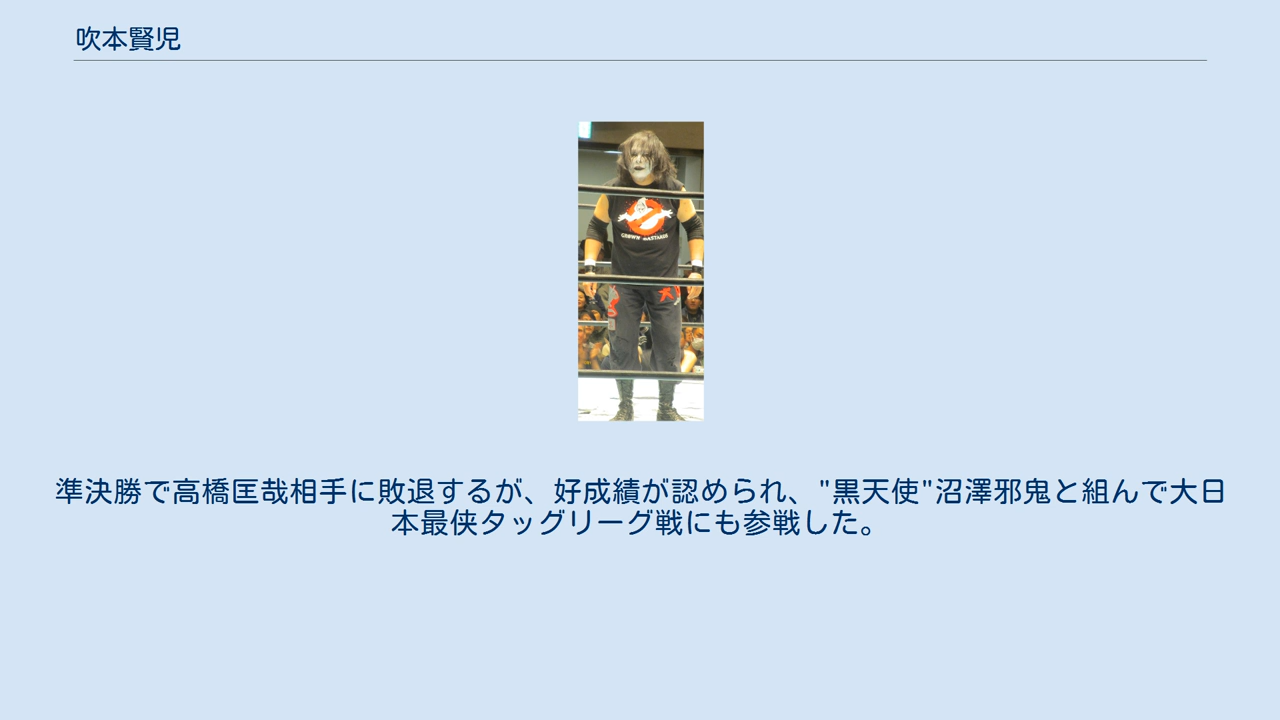 吹本賢児
準決勝で高橋匡哉相手に敗退するが、好成績が認められ、"黒天使"沼澤邪鬼と組んで大日
本最侠タッグリーグ戦にも参戦した。